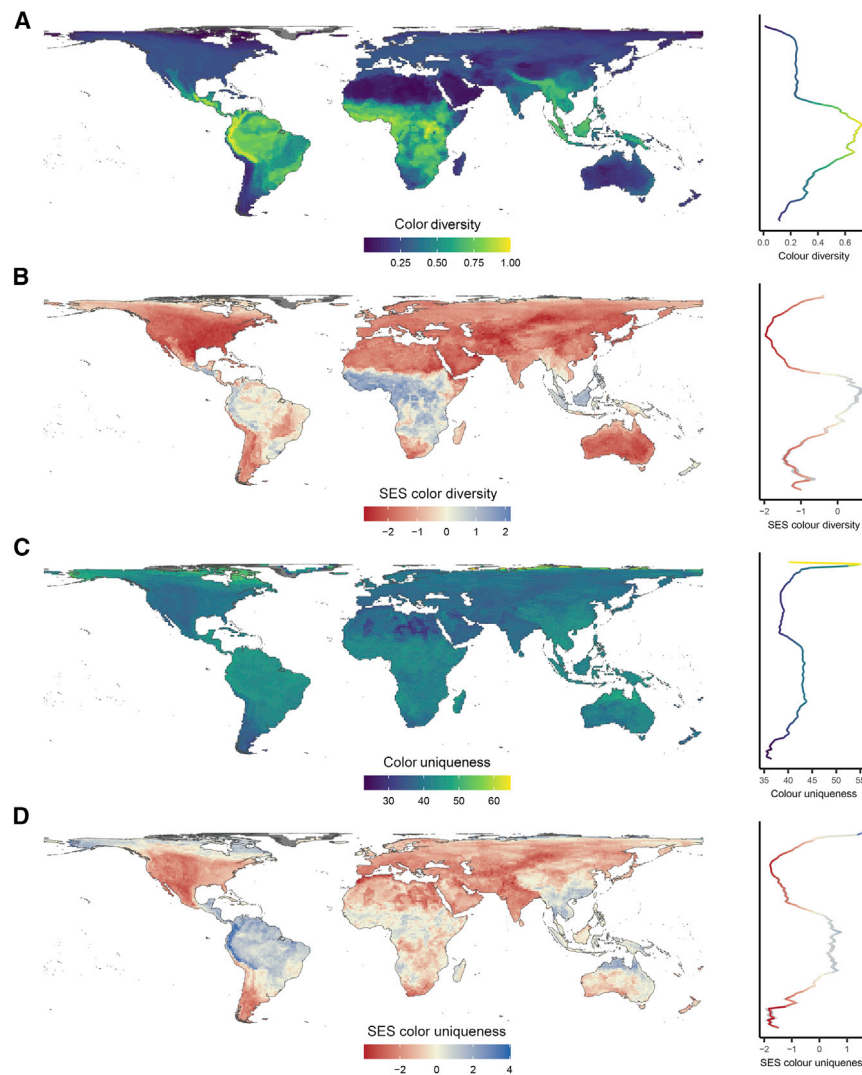 A
Color diversity
0.25 0.50 0.75 1.00
0.0 0.2 0.4 0.6
Colour diversity
B
SES color diversity
−2 −1 0 1 2
−2 −1 0
SES colour diversity
C
Color uniqueness
30 40 50 60
35 40 45 50 55
Colour uniqueness
D
SES color uniqueness
−2 0 2 4
−2 −1 0 1
SES colour uniquenes